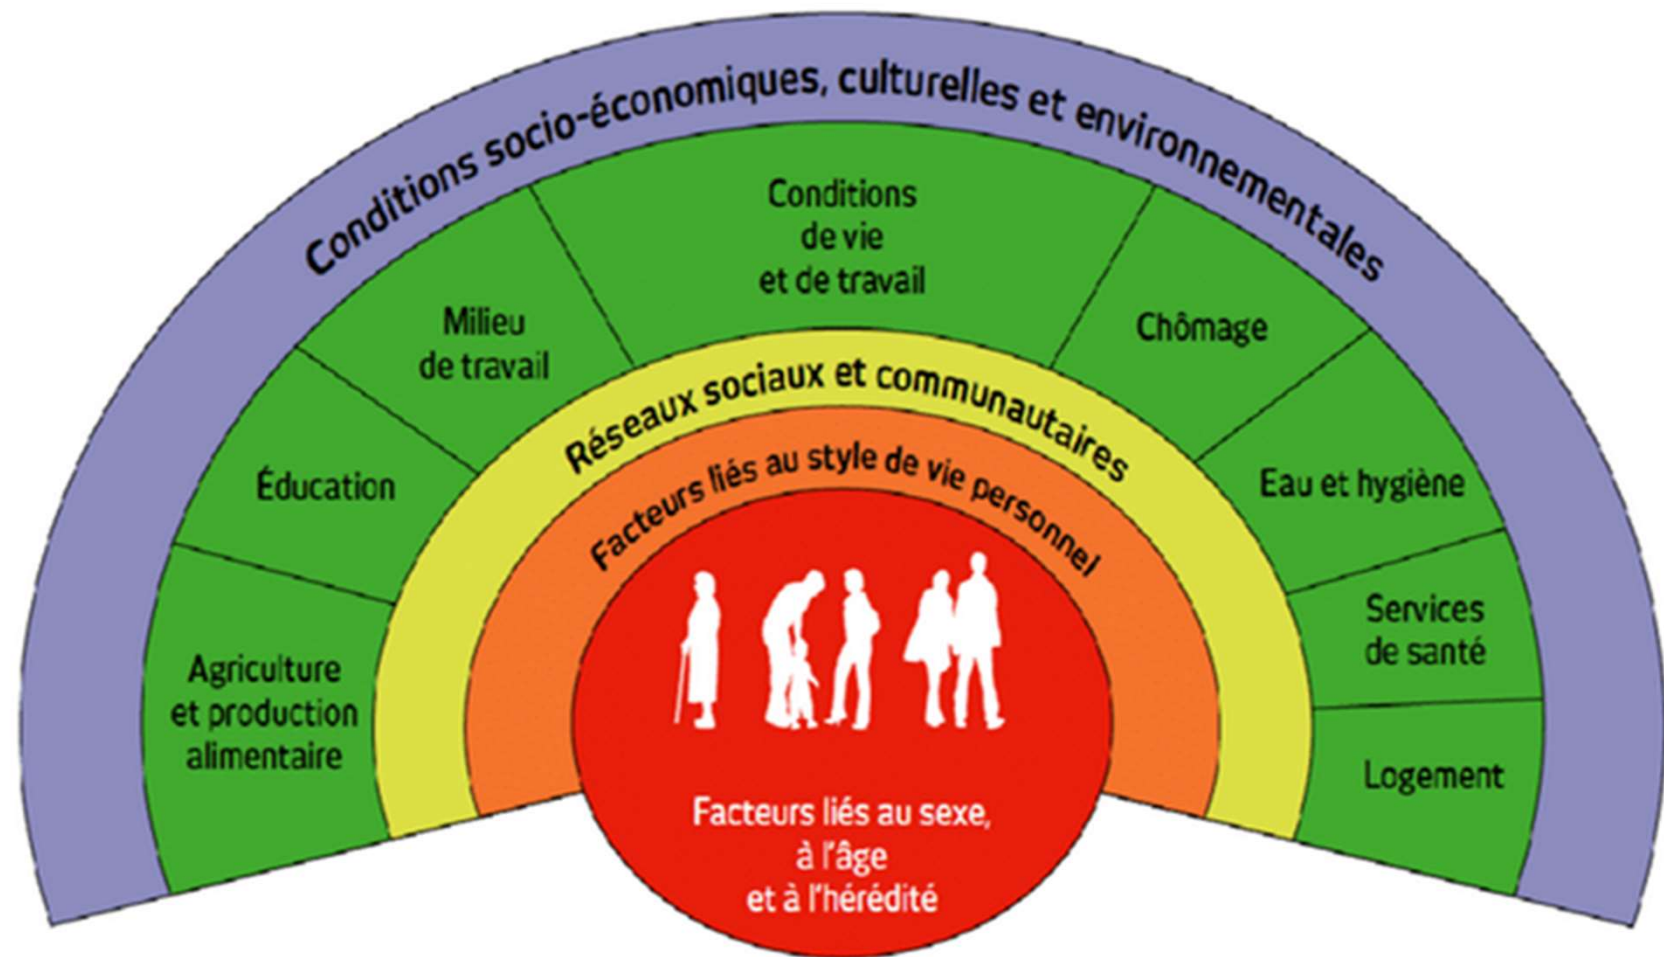 Conditions socio-économiques, culturelles et environnementales
Conditions
de vie
et de travail
Milieu
de travail
Chômage
Éducation
Eau et hygiène
Agriculture
et production
alimentaire
Services
de santé
Logement
Réseaux sociaux et communautaires
Facteurs liés au style de vie personnel
Facteurs liés au sexe,
à l'âge
et à l'hérédité